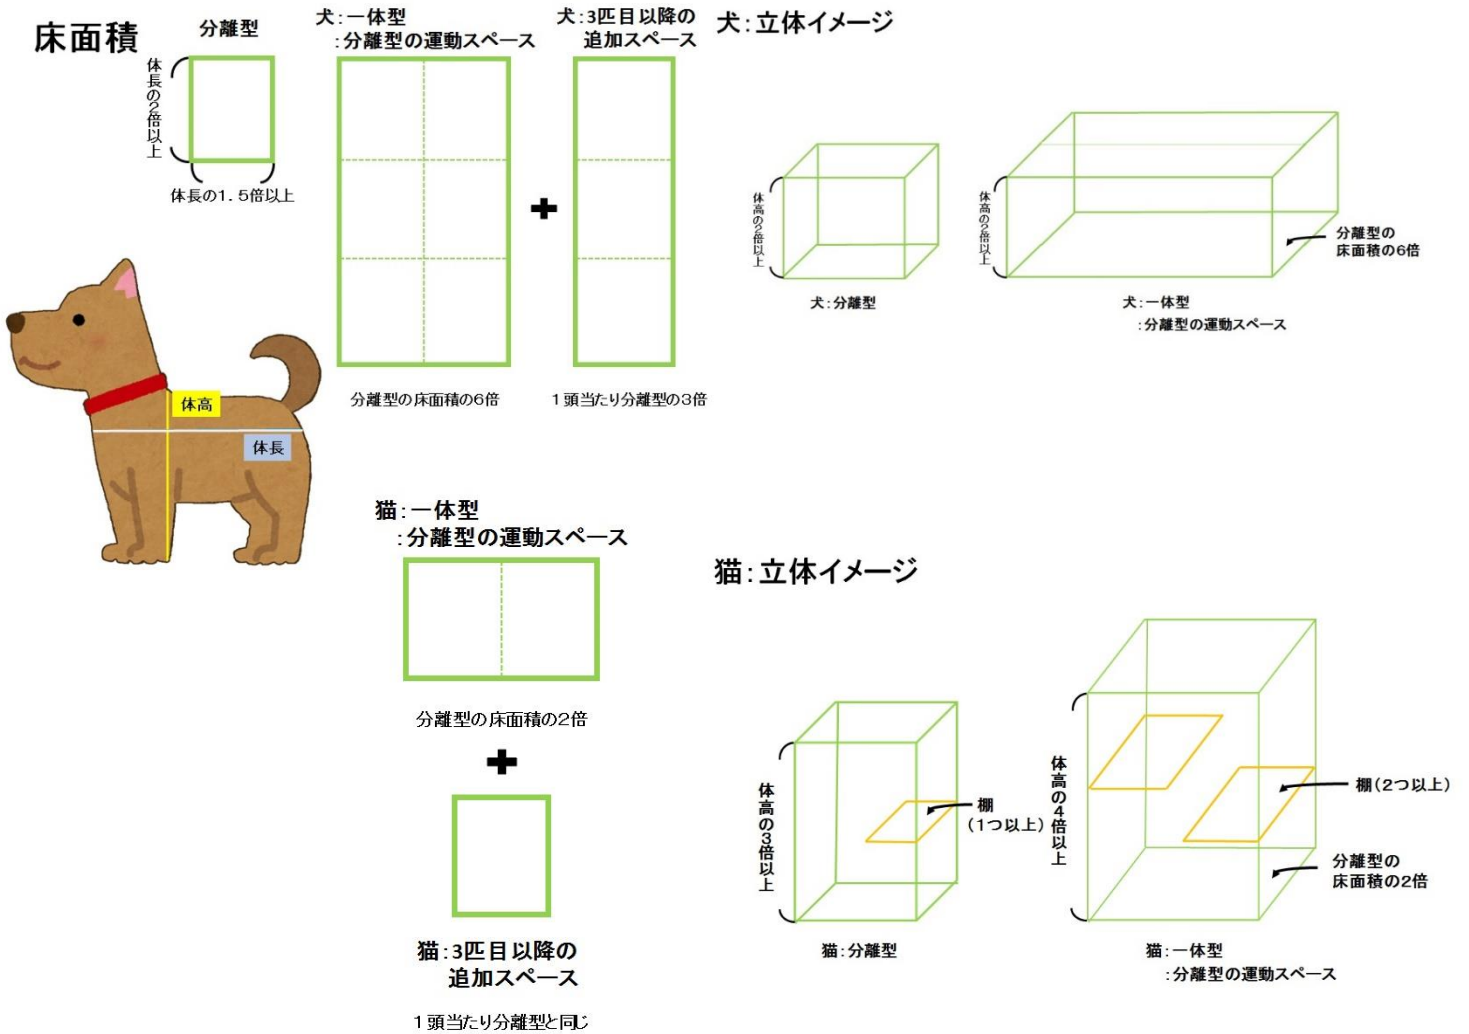 床面積
分離型
体長の2倍以上
体長の1.5倍以上
犬:一体型
:分離型の運動スペース
分離型の床面積の6倍
犬:3匹目以降の
追加スペース
1頭当たり分離型の3倍
体高
体長
犬:立体イメージ
体高の2倍以上
犬:分離型
体高の2倍以上
分離型の
床面積の6倍
犬:一体型
:分離型の運動スペース
猫:一体型
:分離型の運動スペース
分離型の床面積の2倍
猫:3匹目以降の
追加スペース
1頭当たり分離型と同じ
猫:立体イメージ
体高の3倍以上
棚
(1つ以上)
猫:分離型
体高の4倍以上
棚(2つ以上)
分離型の
床面積の2倍
猫:一体型
:分離型の運動スペース